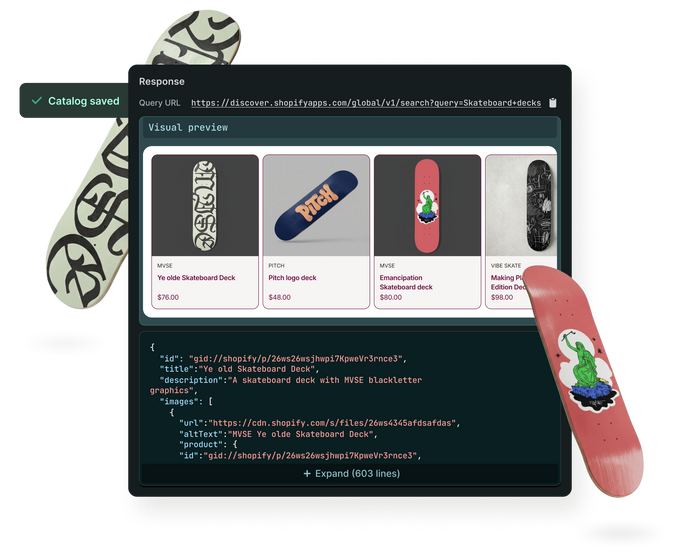 Response
Catalog saved
Query URL https://discover.shopifyapps.com/global/v1/search?query=Skateboard+decks
Visual preview
PITCH
MVSE
Ye olde Skateboard Deck
$76.00
PITCH
Pitch logo deck
$48.00
MVSE
Emancipation
Skateboard deck
$80.00
VIBE SKATE
Making
Edition
$98.00
{
"id": "gid://shopify/p/26ws26wsjhwpi7KpweVr3rnce3",
"title":"Ye old Skateboard Deck",
"description":"A skateboard deck with MVSE blackletter
graphics",
"images": [
{
"url":"https://cdn.shopify.com/s/files/26ws4345afdsafdas",
"altText":"MVSE Ye olde Skateboard Deck",
"product": {
"id":"gid://shopify/p/26ws26wsjhwpi7KpweVr3rnce3",
+ Expand (603 lines)